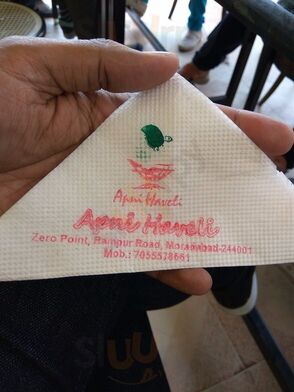 Apni Haveli
Apni Haveli
Zero Point, Rampur Road, Moradabad-244001
Mob.: 7055578661